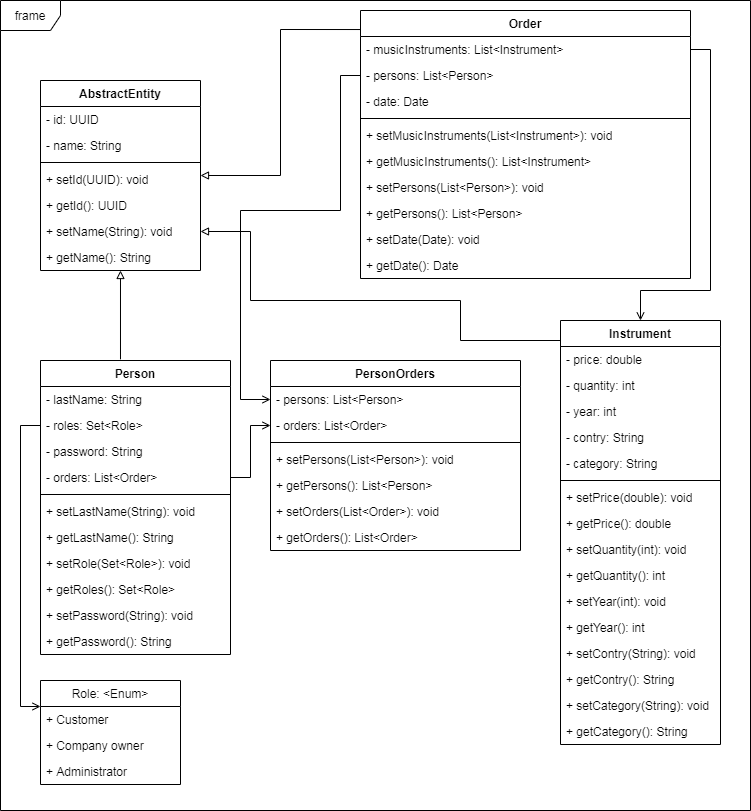 frame
Order
- musicInstruments: List<Instrument>
- persons: List<Person>
- date: Date
+ setMusicInstruments(List<Instrument>): void
+ getMusicInstruments(): List<Instrument>
+ setPersons(List<Person>): void
+ getPersons(): List<Person>
+ setDate(Date): void
+ getDate(): Date
AbstractEntity
- id: UUID
- name: String
+ setId(UUID): void
+ getId(): UUID
+ setName(String): void
+ getName(): String
Person
- lastName: String
- roles: Set<Role>
- password: String
- orders: List<Order>
+ setLastName(String): void
+ getLastName(): String
+ setRole(Set<Role>): void
+ getRoles(): Set<Role>
+ setPassword(String): void
+ getPassword(): String
PersonOrders
- persons: List<Person>
- orders: List<Order>
+ setPersons(List<Person>): void
+ getPersons(): List<Person>
+ setOrders(List<Order>): void
+ getOrders(): List<Order>
Instrument
- price: double
- quantity: int
- year: int
- contry: String
- category: String
+ setPrice(double): void
+ getPrice(): double
+ setQuantity(int): void
+ getQuantity(): int
+ setYear(int): void
+ getYear(): int
+ setContry(String): void
+ getContry(): String
+ setCategory(String): void
+ getCategory(): String
Role: <Enum>
+ Customer
+ Company owner
+ Administrator